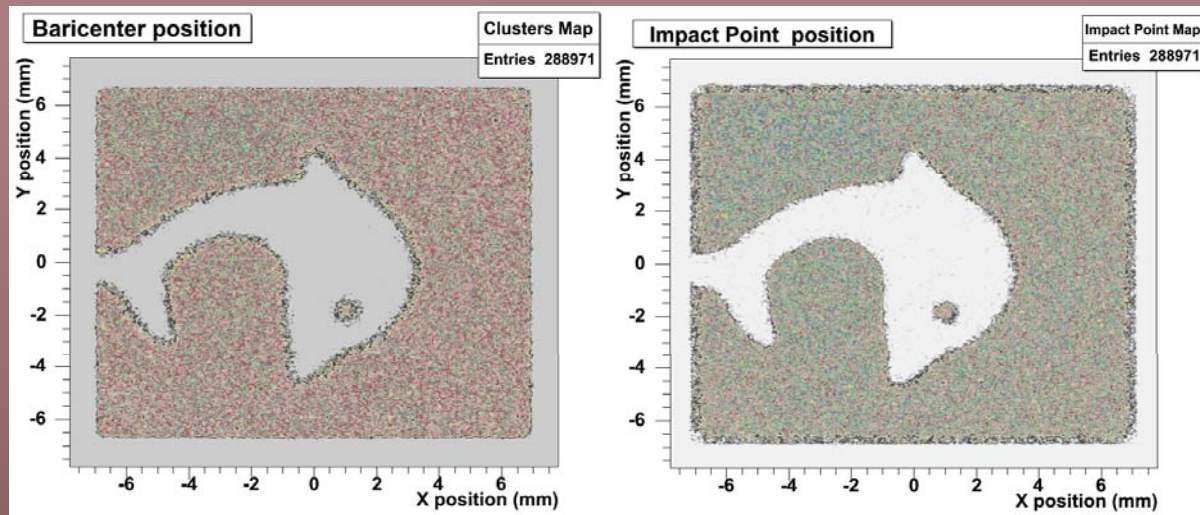 Baricenter position
Clusters Map
Entries 288971
Y position (mm)
6
4
2
0
-2
-4
-6
-6 -4 -2 0 2 4 6
X position (mm)
Impact Point position
Impact Point Map
Entries 288971
Y position (mm)
6
4
2
0
-2
-4
-6
-6 -4 -2 0 2 4 6
X position (mm)